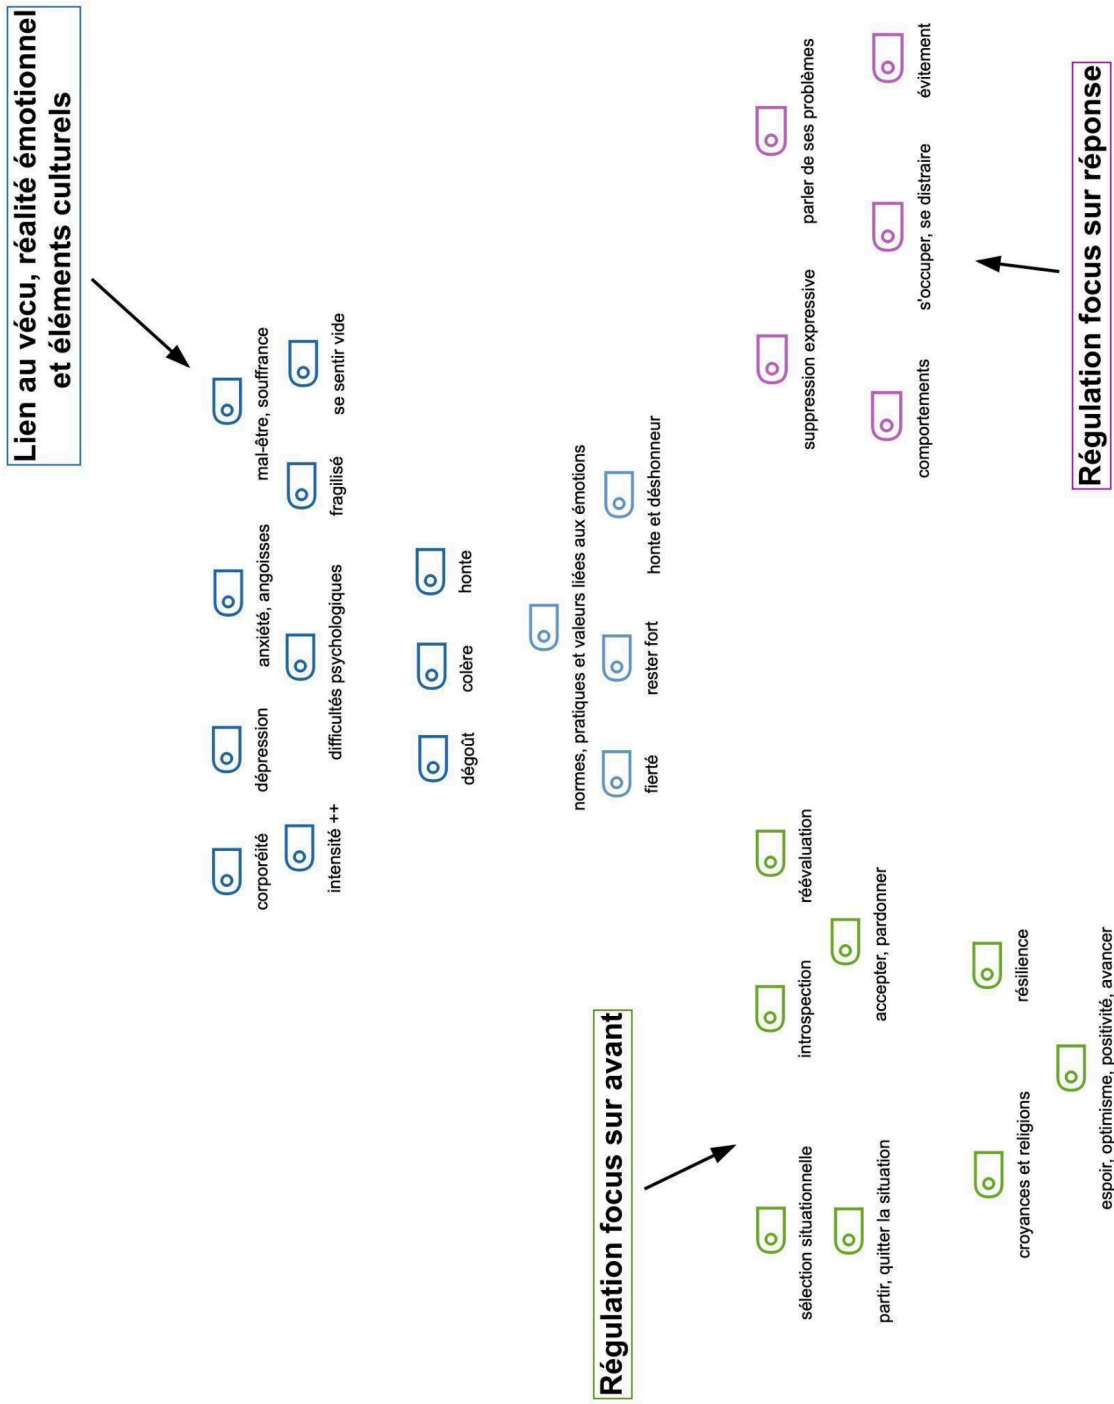 Lien au vécu, réalité émotionnel
et éléments culturels
corporéité
dépression
anxiété, angoisses
mal-être, souffrance
intensité ++
difficultés psychologiques
fragilisé
se sentir vide
dégoût
colère
honte
normes, pratiques et valeurs liées aux émotions
fierté
rester fort
honte et déshonneur
Régulation focus sur avant
sélection situationnelle
introspection
réévaluation
partir, quitter la situation
accepter, pardonner
croyances et religions
résilience
espoir, optimisme, positivité, avancer
suppression expressive
parler de ses problèmes
comportements
s'occuper, se distraire
évitement
Régulation focus sur réponse